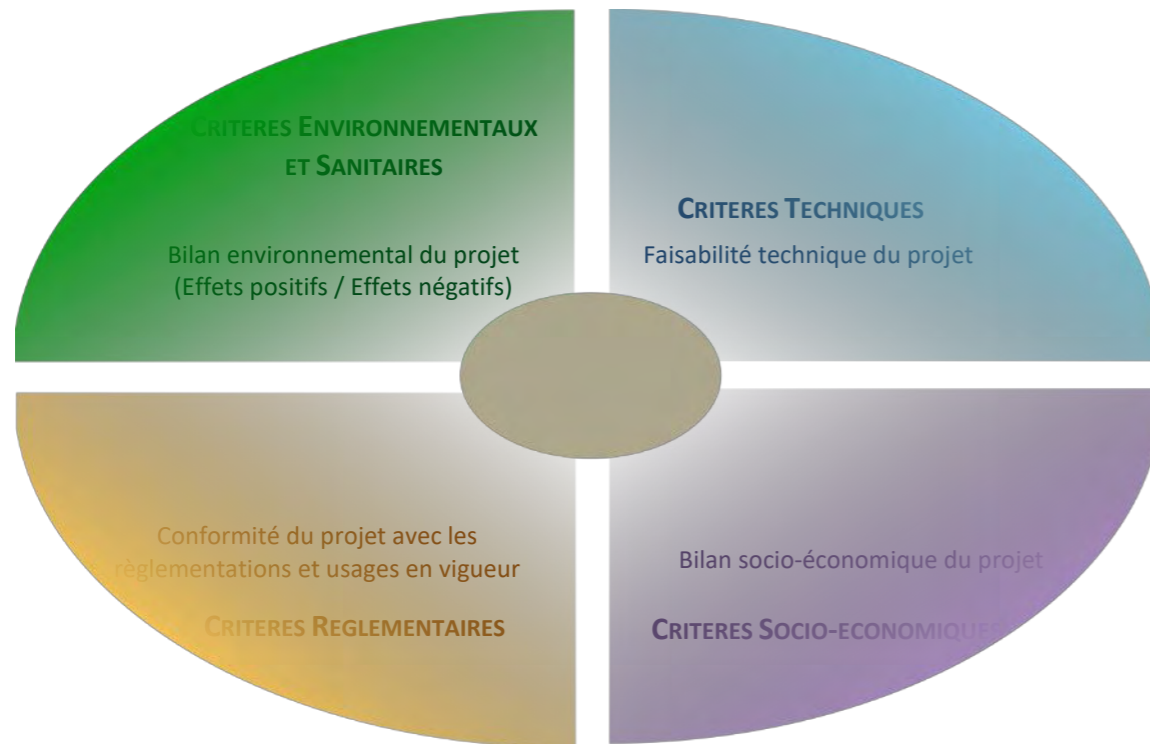 CRITERES ENVIRONNEMENTAUX
ET SANITAIRES
Bilan environnemental du projet
(Effets positifs / Effets négatifs)
CRITERES TECHNIQUES
Faisabilité technique du projet
Conformité du projet avec les
règlementations et usages en vigueur
CRITERES REGLEMENTAIRES
Bilan socio-économique du projet
CRITERES SOCIO-ECONOMIQUES